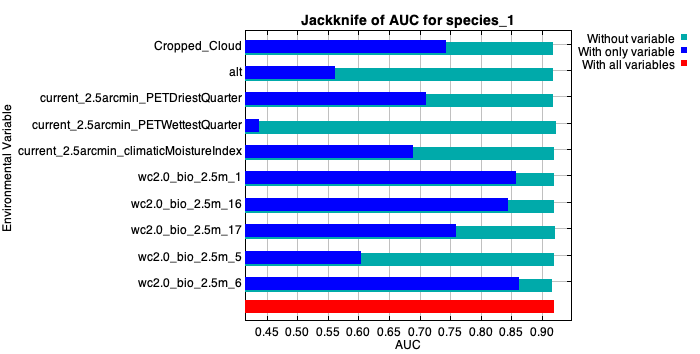 Jackknife of AUC for species_1
Without variable
With only variable
With all variables
Environmental Variable
Cropped_Cloud
alt
current_2.5arcmin_PETDriestQuarter
current_2.5arcmin_PETWettestQuarter
current_2.5arcmin_climaticMoistureIndex
wc2.0_bio_2.5m_1
wc2.0_bio_2.5m_16
wc2.0_bio_2.5m_17
wc2.0_bio_2.5m_5
wc2.0_bio_2.5m_6
0.45 0.50 0.55 0.60 0.65 0.70 0.75 0.80 0.85 0.90
AUC